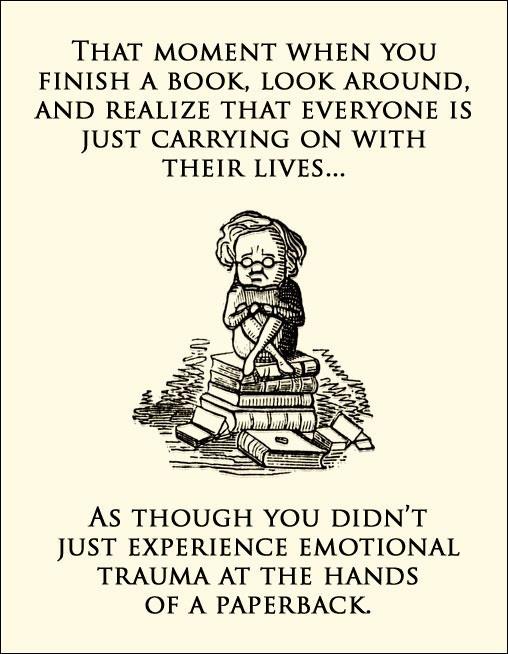 That moment when you
finish a book, look around,
and realize that everyone is
just carrying on with
their lives...
As though you didn't
just experience emotional
trauma at the hands
of a paperback.